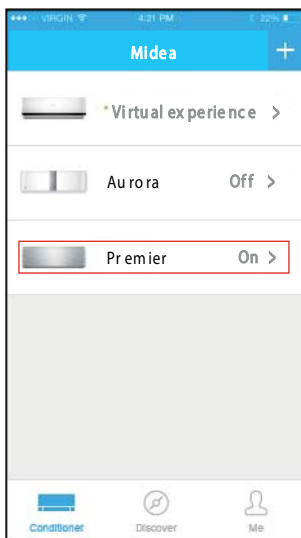 VIRGIN 4:21 PM 22%
Midea +
*Virtual experience >
Aurora Off >
Premier On >
Conditioner Discover Me